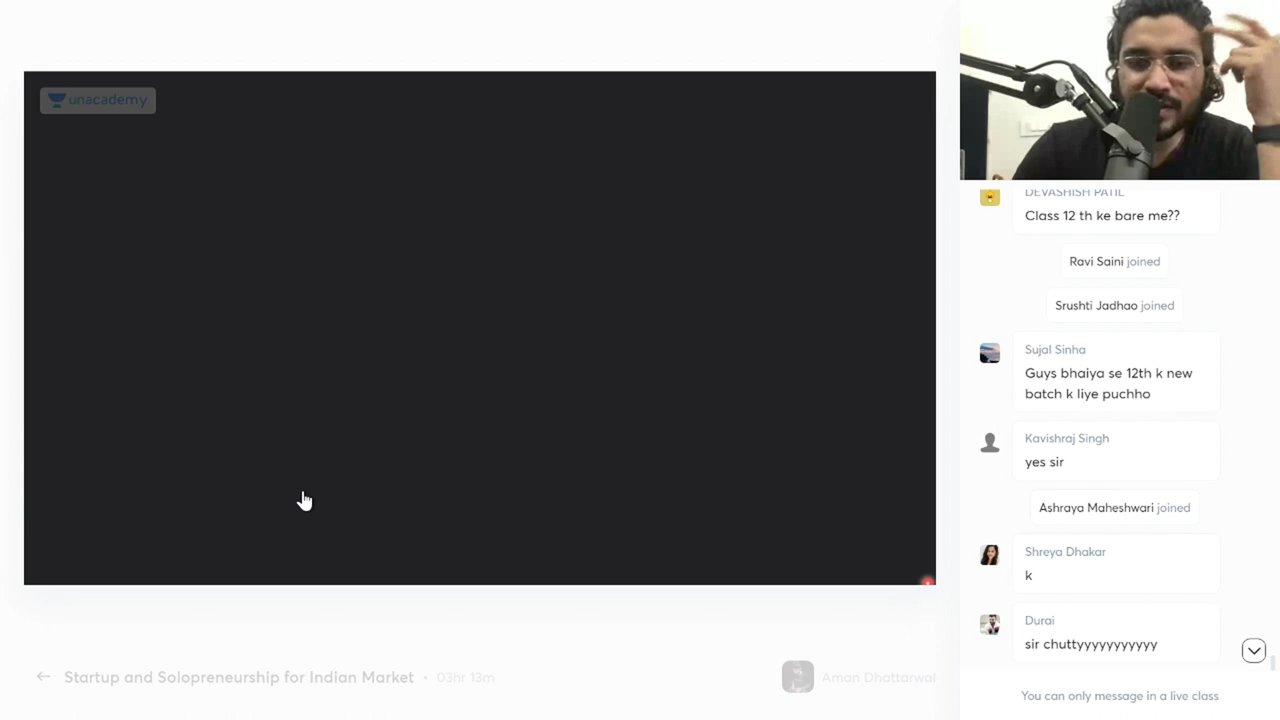 unacademy
DEVASHISH PATIL
Class 12 th ke bare me??
Ravi Saini joined
Srushti Jadhao joined
Sujal Sinha
Guys bhaiya se 12th k new
batch k liye puchho
Kavishraj Singh
yes sir
Ashraya Maheshwari joined
Shreya Dhakar
k
Durai
sir chuttyyyyyyyyyyy
You can only message in a live class
← Startup and Solopreneurship for Indian Market • 03hr 13m
Aman Dhattarwal